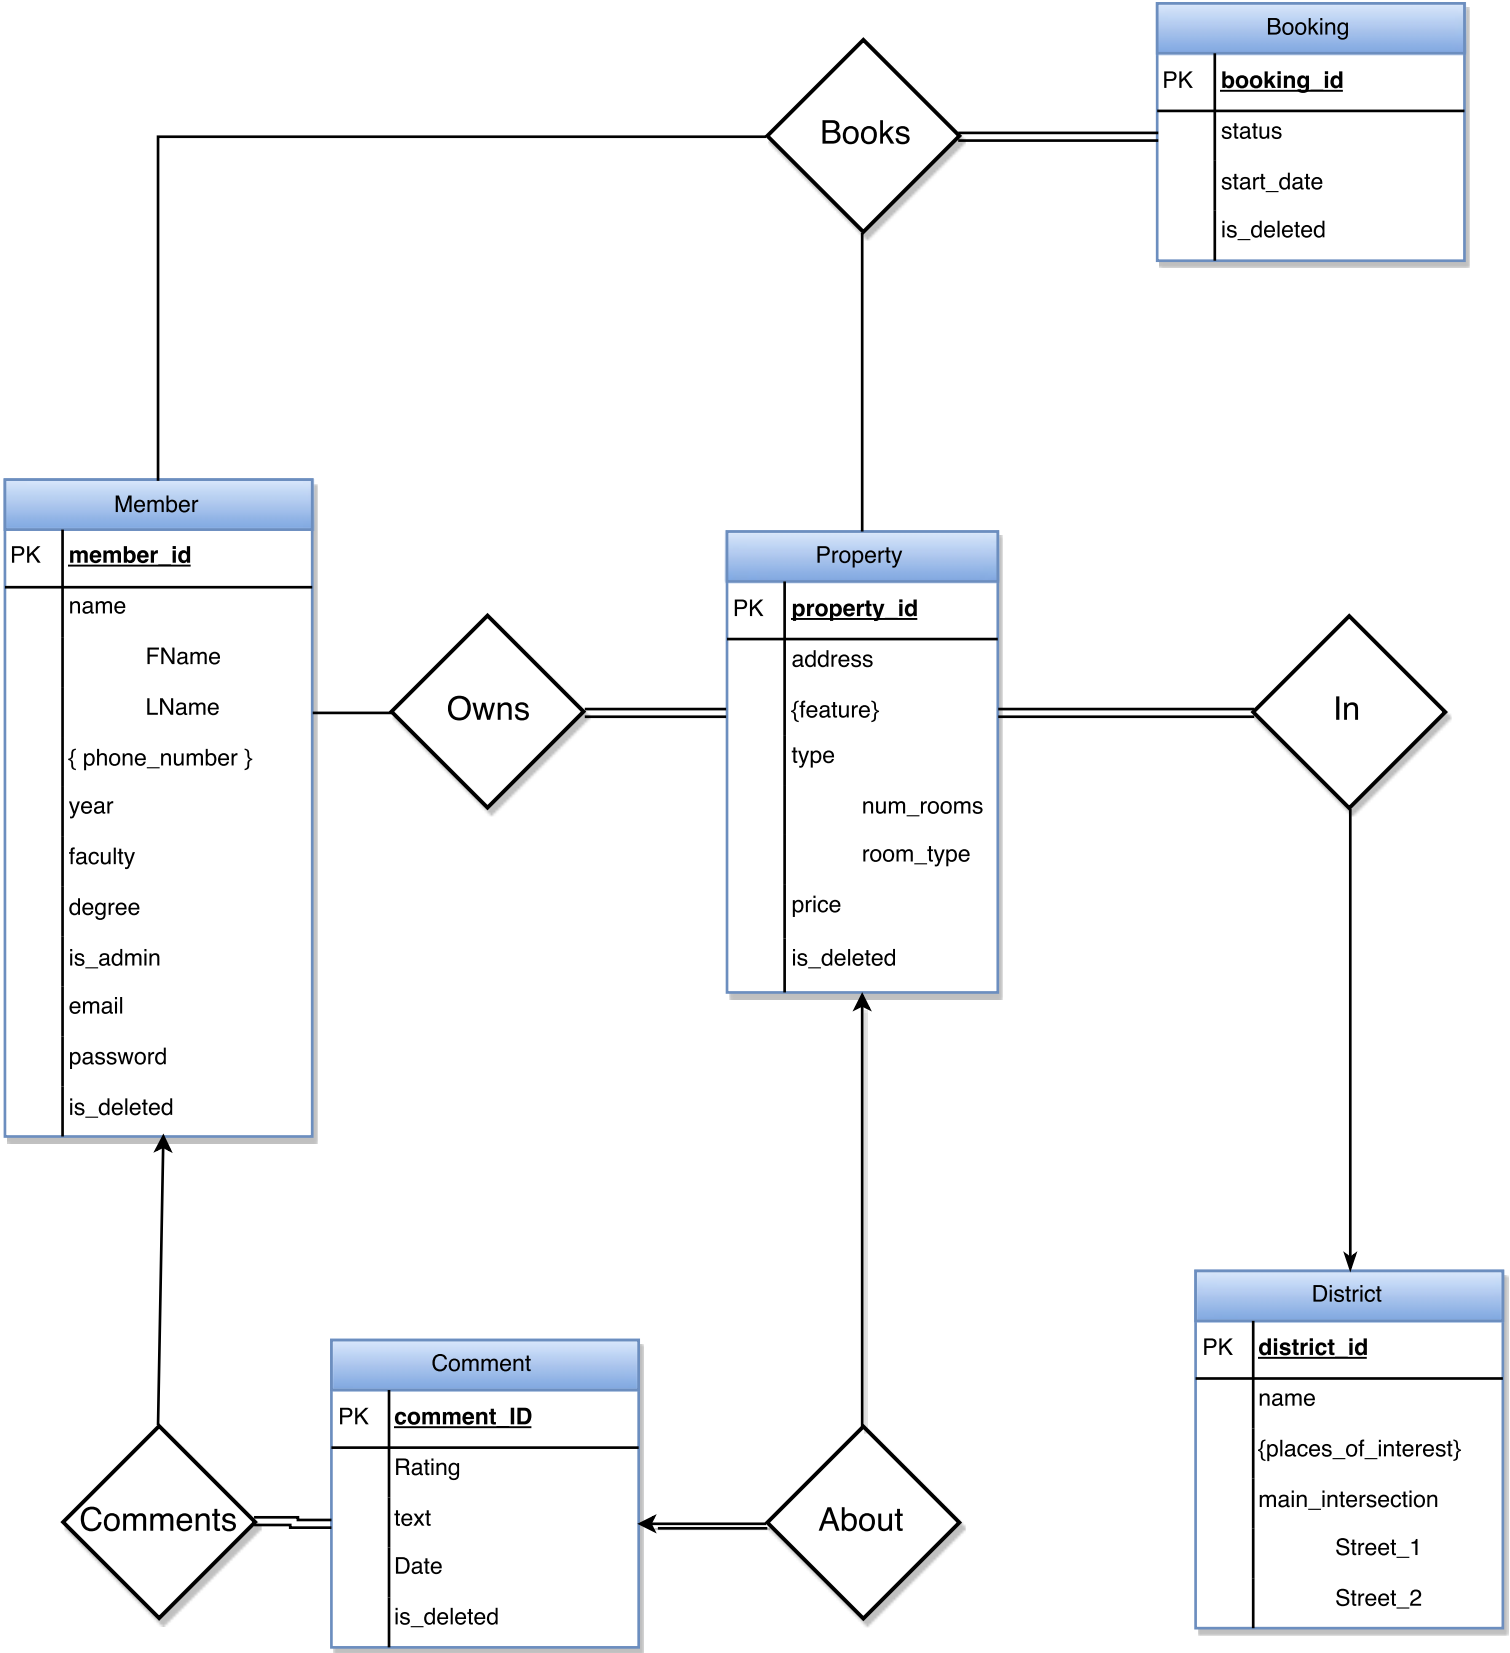 Booking
PK booking_id
status
start_date
is_deleted
Books
Member
PK member_id
name
FName
LName
{ phone_number }
year
faculty
degree
is_admin
email
password
is_deleted
Owns
Property
PK property_id
address
{feature}
type
num_rooms
room_type
price
is_deleted
In
District
PK district_id
name
{places_of_interest}
main_intersection
Street_1
Street_2
Comment
PK comment_ID
Rating
text
Date
is_deleted
Comments
About